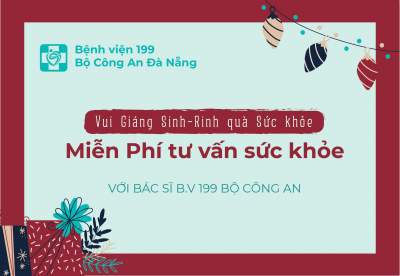 Bệnh viện 199
Bộ Công An Đà Nẵng
Vui Giáng Sinh-Rinh quà Sức khỏe
Miễn Phí tư vấn sức khỏe
VỚI BÁC SĨ B.V 199 BỘ CÔNG AN